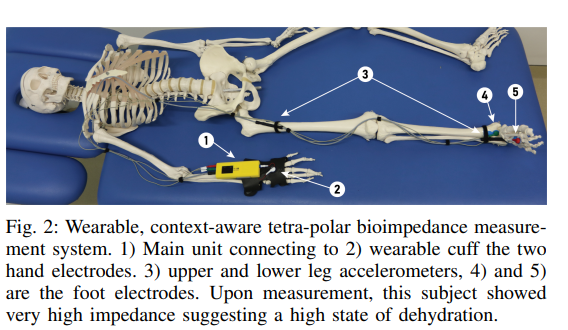 3
4
5
1
2
Fig. 2: Wearable, context-aware tetra-polar bioimpedance measure-
ment system. 1) Main unit connecting to 2) wearable cuff the two
hand electrodes. 3) upper and lower leg accelerometers, 4) and 5)
are the foot electrodes. Upon measurement, this subject showed
very high impedance suggesting a high state of dehydration.